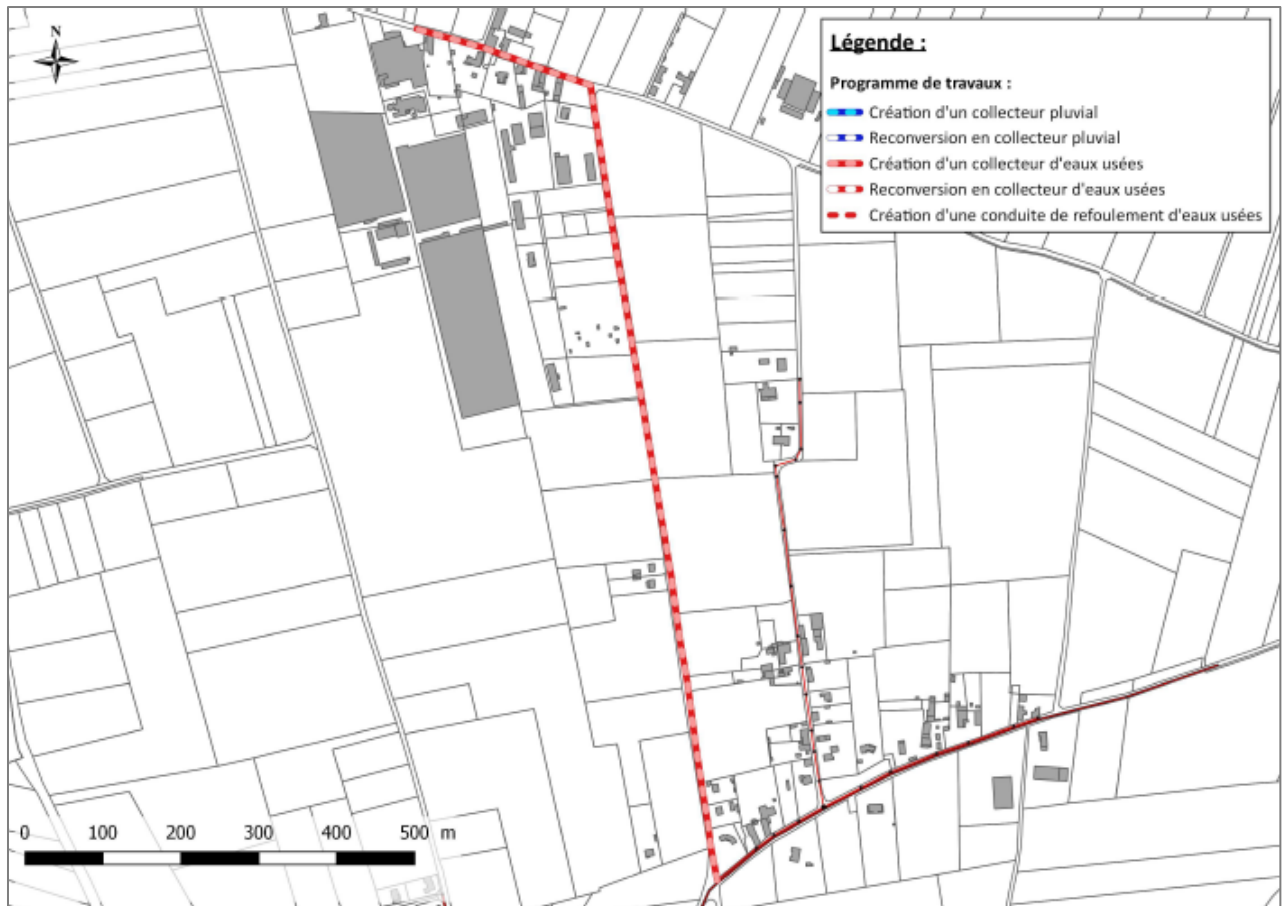 N
Légende :
Programme de travaux :
Création d'un collecteur pluvial
Reconversion en collecteur pluvial
Création d'un collecteur d'eaux usées
Reconversion en collecteur d'eaux usées
Création d'une conduite de refoulement d'eaux usées
0 100 200 300 400 500 m